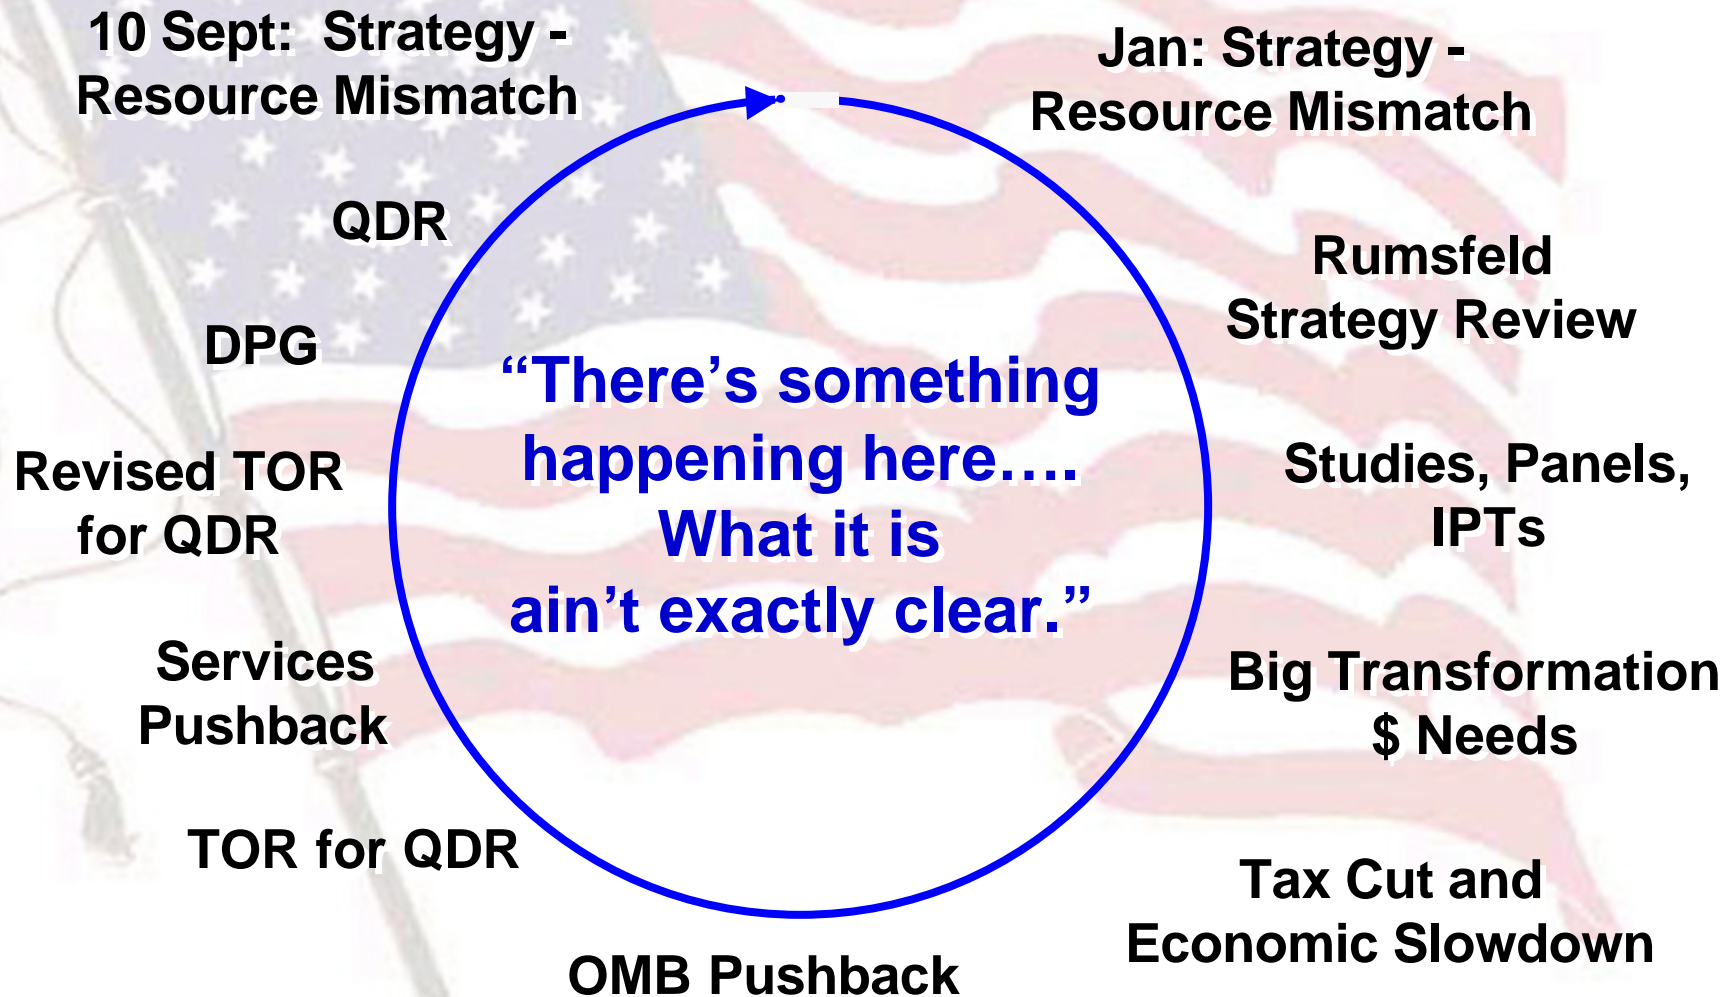 10 Sept:  Strategy -
Resource Mismatch
Jan: Strategy -
Resource Mismatch
QDR
Rumsfeld
Strategy Review
DPG
“There’s something
happening here….
What it is
ain’t exactly clear.”
Revised TOR
for QDR
Studies, Panels,
IPTs
Services
Pushback
Big Transformation
$ Needs
TOR for QDR
Tax Cut and
Economic Slowdown
OMB Pushback